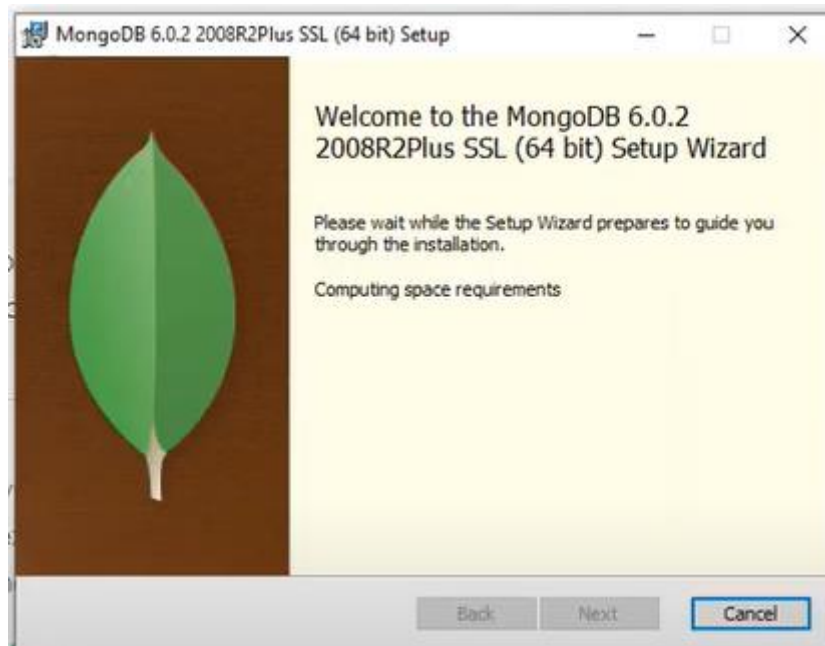 MongoDB 6.0.2 2008R2Plus SSL (64 bit) Setup
Welcome to the MongoDB 6.0.2
2008R2Plus SSL (64 bit) Setup Wizard
Please wait while the Setup Wizard prepares to guide you
through the installation.
Computing space requirements
Back
Next
Cancel